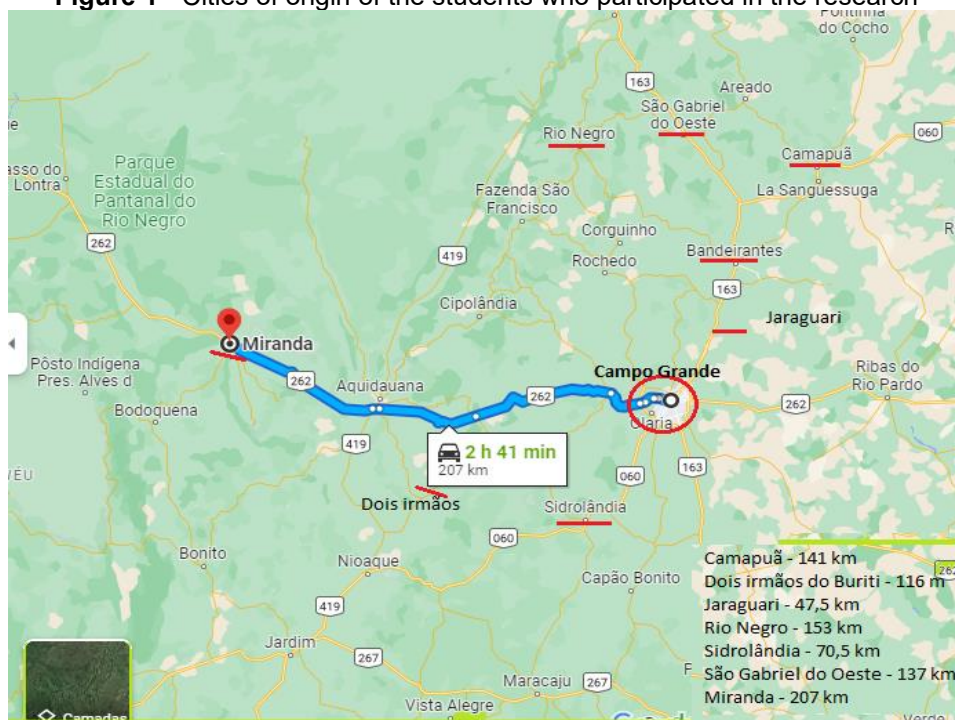 Figure 1 - Cities of origin of the students who participated in the research
do Cocho
163
Areado
São Gabriel
do Oeste
060
Rio Negro
Camapuã
La Sanguessuga
Parque
Estadual do
Pantanal do
Rio Negro
asso do
Lontra
Fazenda São
Francisco
Corguinho
Rochedo
Bandeirantes
262
419
163
Cipolândia
Jaraguari
Miranda
Pôsto Indígena
Pres. Alves d
Campo Grande
Ribas do
Rio Pardo
262
Aquidauana
262
262
Bodoquena
419
2 h 41 min
207 km
060
163
Dois irmãos
Sidrolândia
060
Bonito
Nioaque
Capão Bonito
Camapuã - 141 km
Dois irmãos do Buriti - 116 m
Jaraguari - 47,5 km
Rio Negro - 153 km
Sidrolândia - 70,5 km
São Gabriel do Oeste - 137 km
Miranda - 207 km
419
Jardim
267
Maracaju
267
Vista Alegre
Camadas